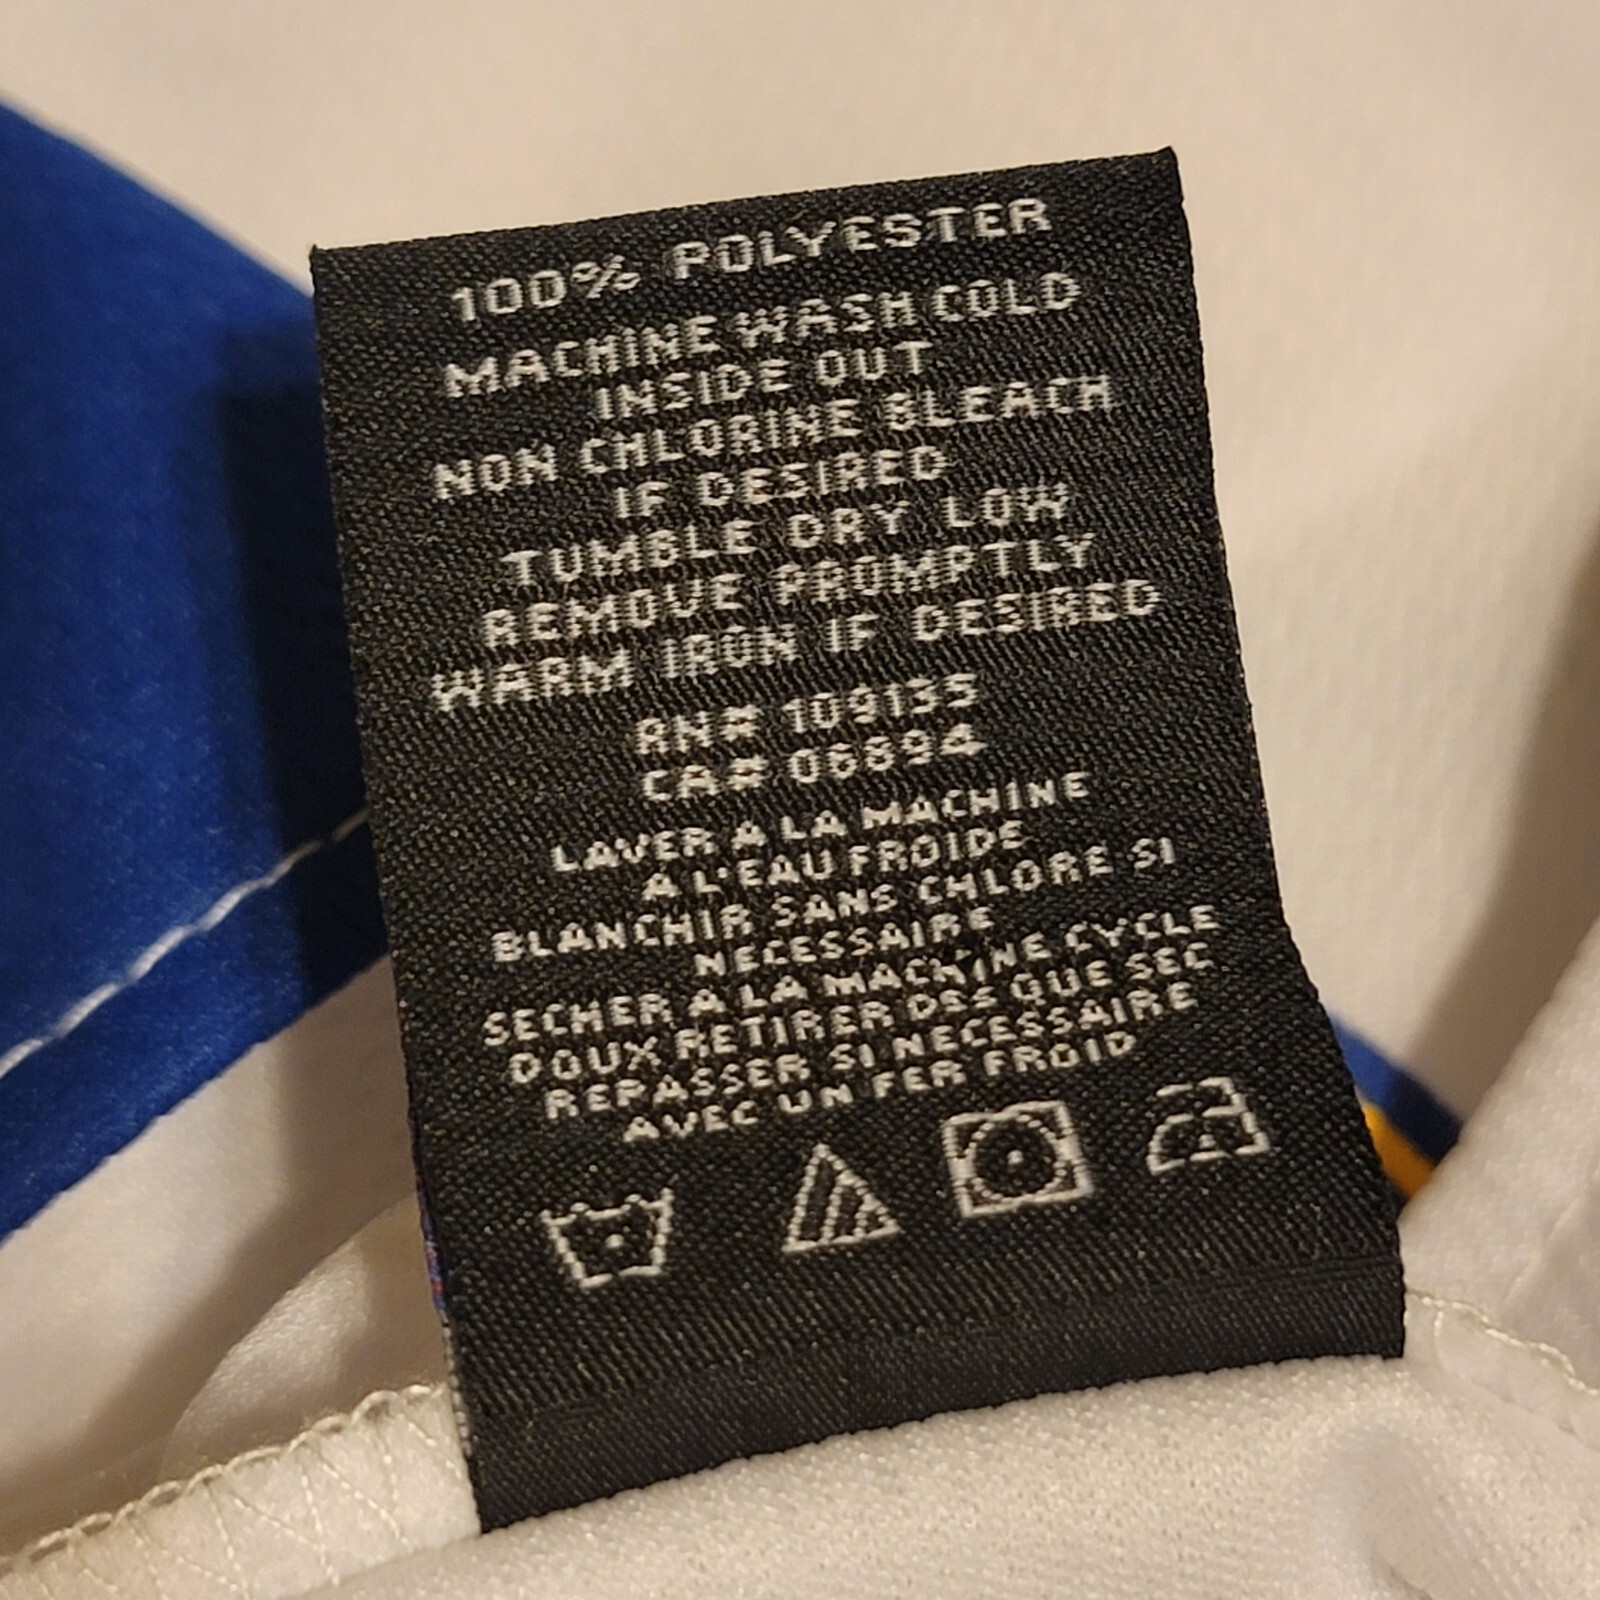 100% POLYESTER
MACHINE WASH COLD
INSIDE OUT
NON CHLORINE BLEACH
IF DESIRED
TUMBLE DRY LOW
REMOVE PROMPTLY
WARM IRON IF DESIRED
RN# 109135
CA# 06894
LAVER A LA MACHINE
A L'EAU FROIDE
BLANCHIR SANS CHLORE SI
NECESSAIRE
SECHER A LA MACHINE CYCLE
DOUX RETIRER DES QUE SEC
REPASSER SI NECESSAIRE
AVEC UN FER FROID